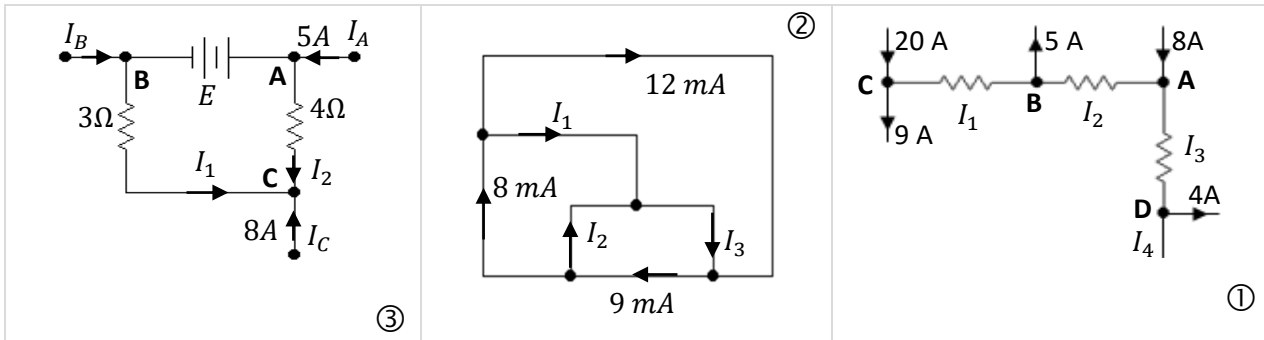 I_B
5A
I_A
B
A
E
3Ω
4Ω
I_1
C
I_2
8A
I_C
③
②
12 mA
I_1
8 mA
I_2
I_3
9 mA
20 A
5 A
8A
C
B
A
I_1
I_2
9 A
I_3
D
4A
I_4
①